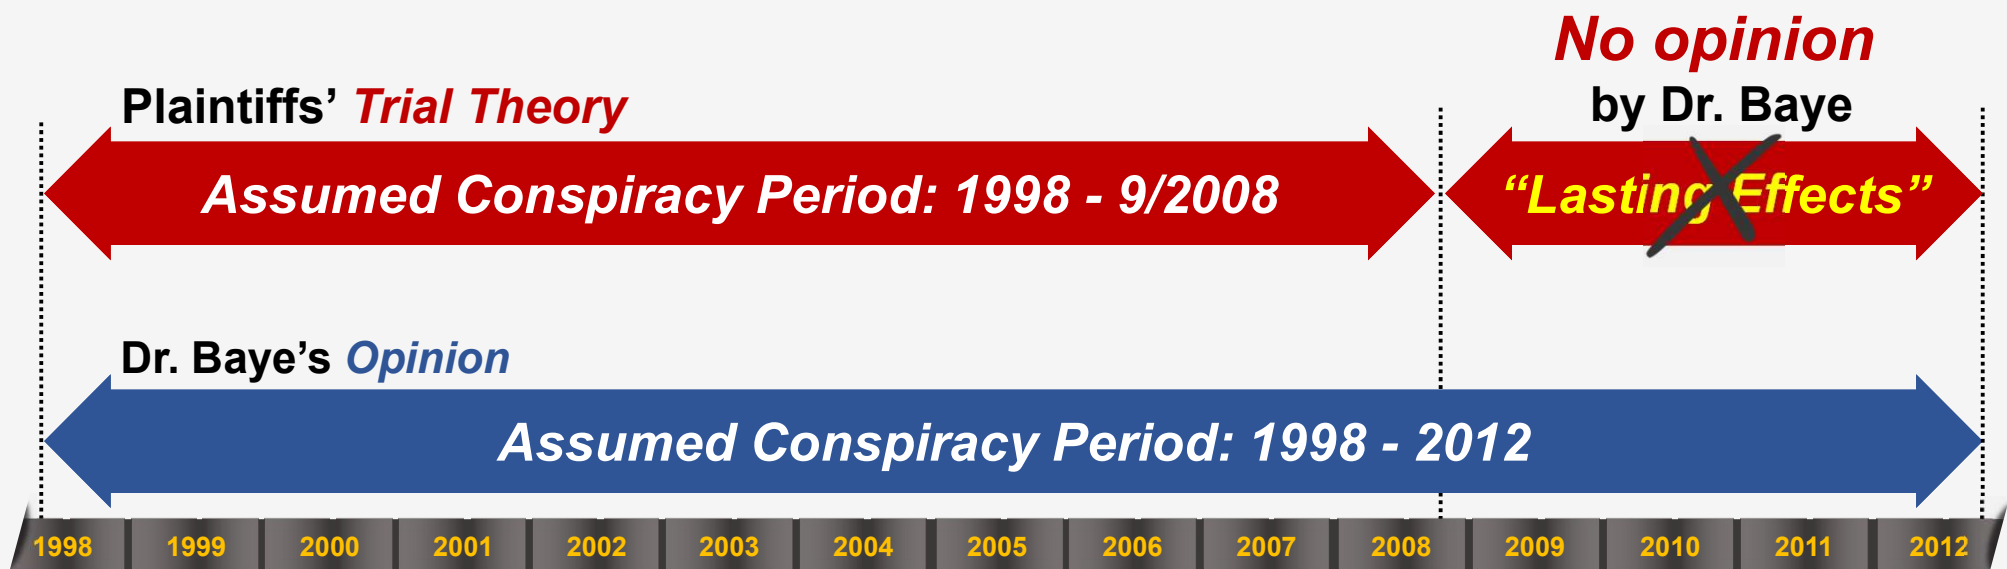 No opinion
by Dr. Baye
Plaintiffs’ Trial Theory
Assumed Conspiracy Period: 1998 - 9/2008
“Lasting Effects”
Dr. Baye’s Opinion
Assumed Conspiracy Period: 1998 - 2012
1998 1999 2000 2001 2002 2003 2004 2005 2006 2007 2008 2009 2010 2011 2012